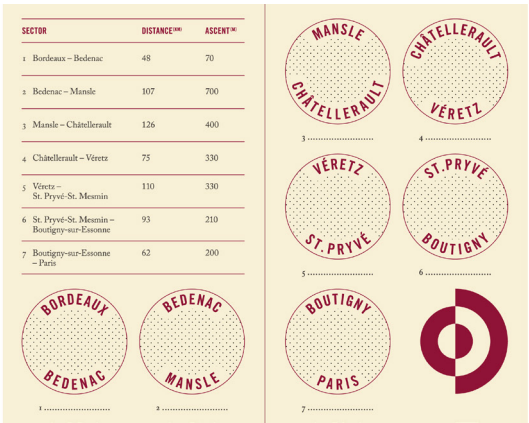 SECTOR DISTANCE(KM) ASCENT(M)
1 Bordeaux – Bedenac 48 70
2 Bedenac – Mansle 107 700
3 Mansle – Châtellerault 126 400
4 Châtellerault – Véretz 75 330
5 Véretz – 110 330
St. Pryvé-St. Mesmin
6 St. Pryvé-St. Mesmin – 93 210
Boutigny-sur-Essonne
7 Boutigny-sur-Essonne 62 200
– Paris
BORDEAUX
BEDENAC
1 ........................
BEDENAC
MANSLE
2 ........................
MANSLE
CHÂTELLERAULT
3 ........................
CHÂTELLERAULT
VÉRETZ
4 ........................
VÉRETZ
ST. PRYVÉ
5 ........................
ST. PRYVÉ
BOUTIGNY
6 ........................
BOUTIGNY
PARIS
7 ........................